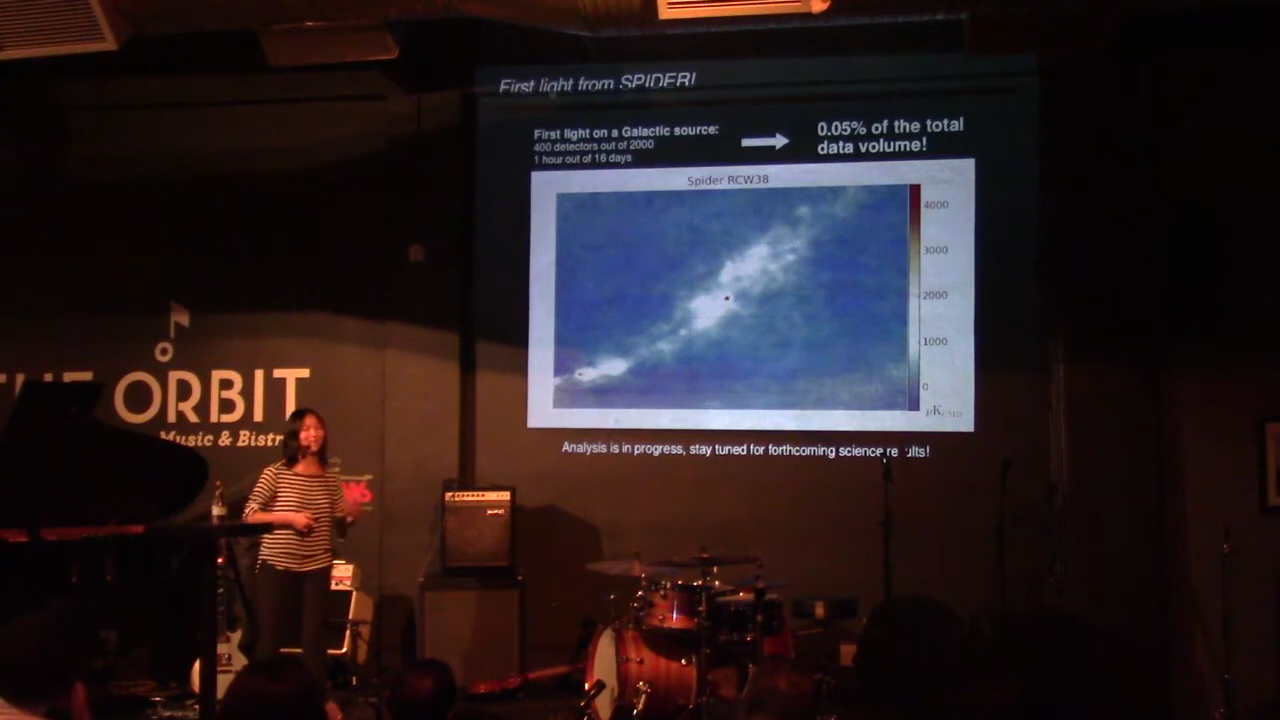 First light from SPIDER!
First light on a Galactic source:
400 detectors out of 2000
1 hour out of 16 days
0.05% of the total
data volume!
Spider RCW38
4000
3000
2000
1000
0
μK
Analysis is in progress, stay tuned for forthcoming science
THE ORBIT
Music &